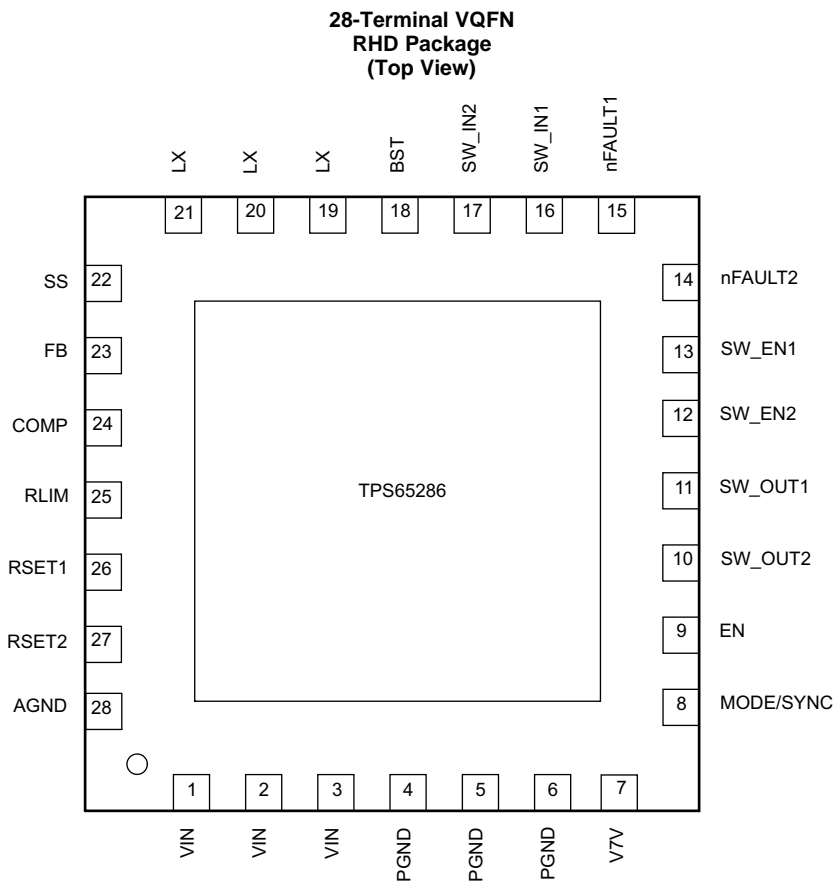 28-Terminal VQFN
RHD Package
(Top View)
LX
LX
LX
BST
SW_IN2
SW_IN1
nFAULT1
21
20
19
18
17
16
15
SS
22
14
nFAULT2
FB
23
13
SW_EN1
COMP
24
12
SW_EN2
TPS65286
RLIM
25
11
SW_OUT1
RSET1
26
10
SW_OUT2
RSET2
27
9
EN
AGND
28
8
MODE/SYNC
1
2
3
4
5
6
7
VIN
VIN
VIN
PGND
PGND
PGND
V7V